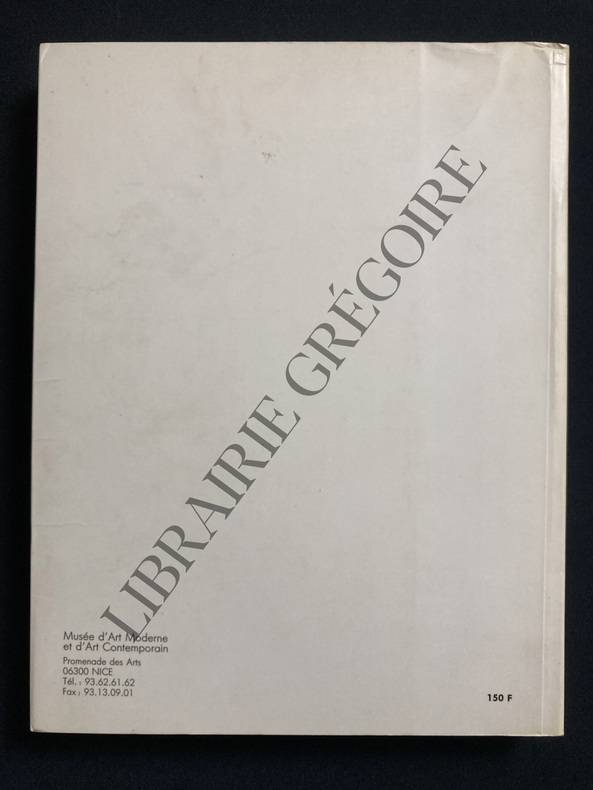 LIBRAIRIE GRÉGOIRE
Musée d'Art Moderne
et d'Art Contemporain
Promenade des Arts
06300 NICE
Tél. : 93.62.61.62
Fax : 93.13.09.01
150 F